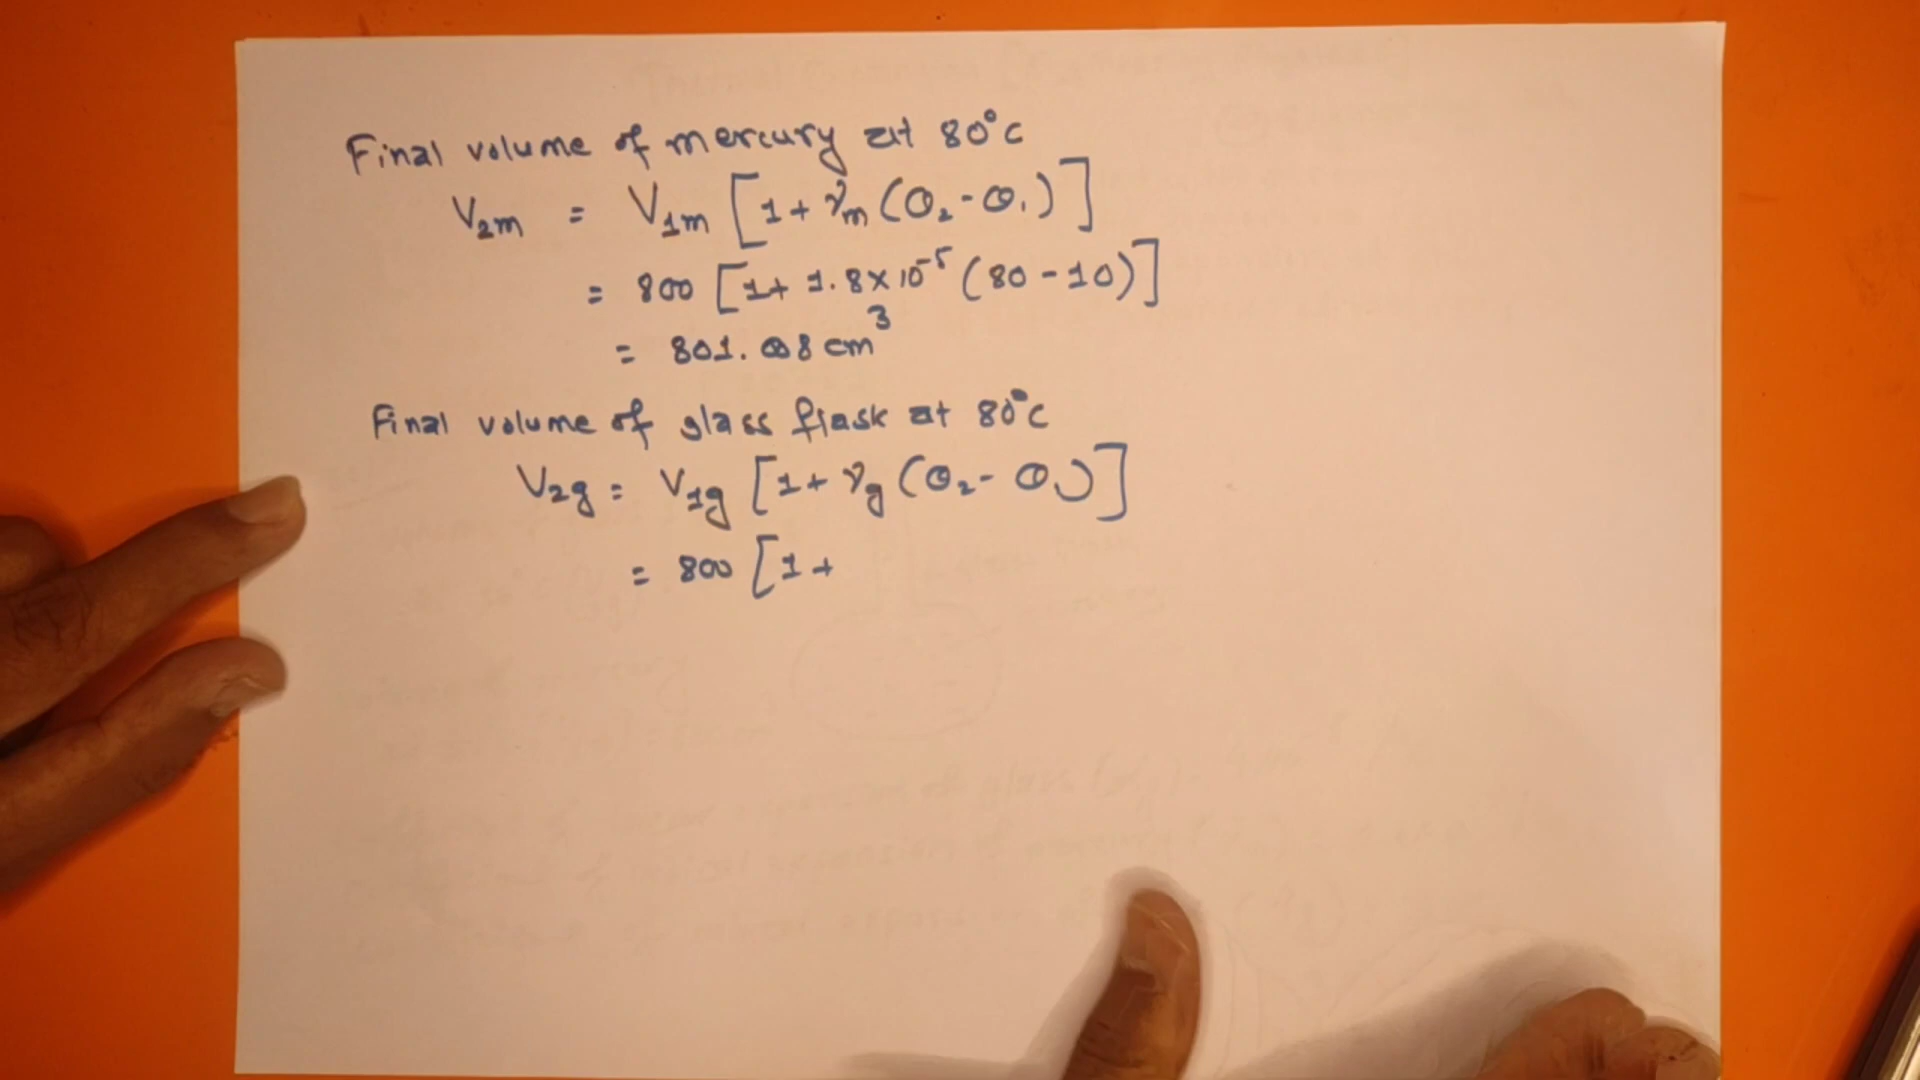 Final volume of mercury at 80°C
V₂m = V₁m [1 + γm (θ₂ - θ₁)]
= 800 [1 + 1.8 × 10⁻⁵ (80 - 10)]
= 801.008 cm³
Final volume of glass flask at 80°C
V₂g = V₁g [1 + γg (θ₂ - θ₁)]
= 800 [1 +